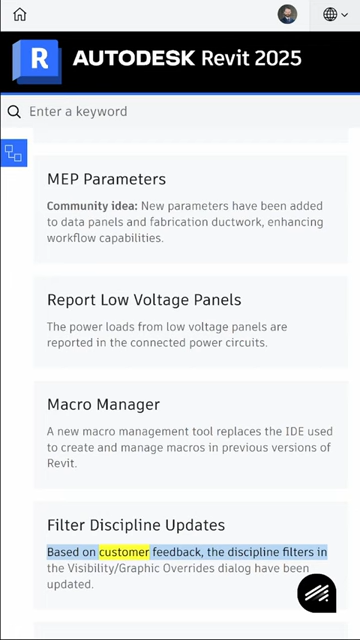 R AUTODESK Revit 2025
Enter a keyword
MEP Parameters
Community idea: New parameters have been added
to data panels and fabrication ductwork, enhancing
workflow capabilities.
Report Low Voltage Panels
The power loads from low voltage panels are
reported in the connected power circuits.
Macro Manager
A new macro management tool replaces the IDE used
to create and manage macros in previous versions of
Revit.
Filter Discipline Updates
Based on customer feedback, the discipline filters in
the Visibility/Graphic Overrides dialog have been
updated.